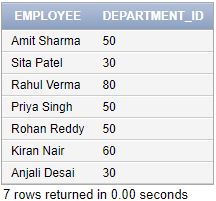 EMPLOYEE DEPARTMENT_ID
Amit Sharma 50
Sita Patel 30
Rahul Verma 80
Priya Singh 50
Rohan Reddy 50
Kiran Nair 60
Anjali Desai 30
7 rows returned in 0.00 seconds